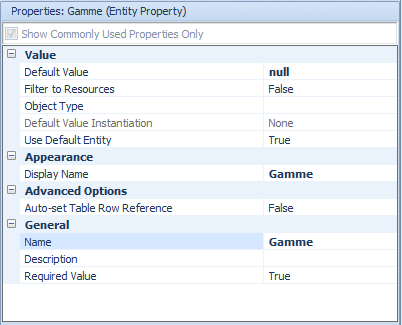 Properties: Gamme (Entity Property)
Show Commonly Used Properties Only
Value
Default Value null
Filter to Resources False
Object Type
Default Value Instantiation None
Use Default Entity True
Appearance
Display Name Gamme
Advanced Options
Auto-set Table Row Reference False
General
Name Gamme
Description
Required Value True